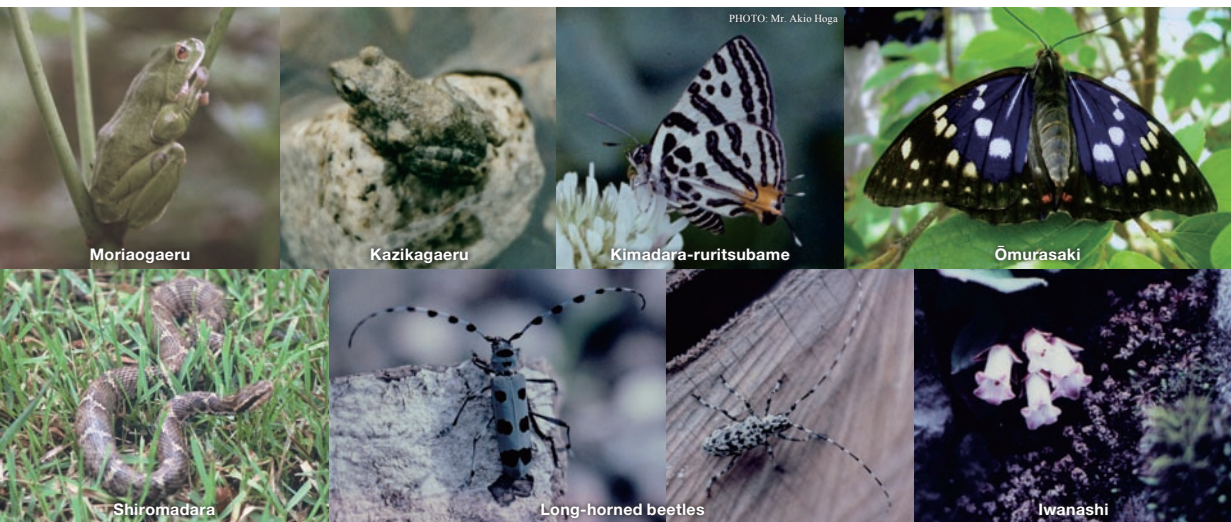 PHOTO: Mr. Akio Hoga
Moriaogaeru
Kazikagaeru
Kimadara-ruritsubame
Ōmurasaki
Shiromadara
Long-horned beetles
Iwanashi